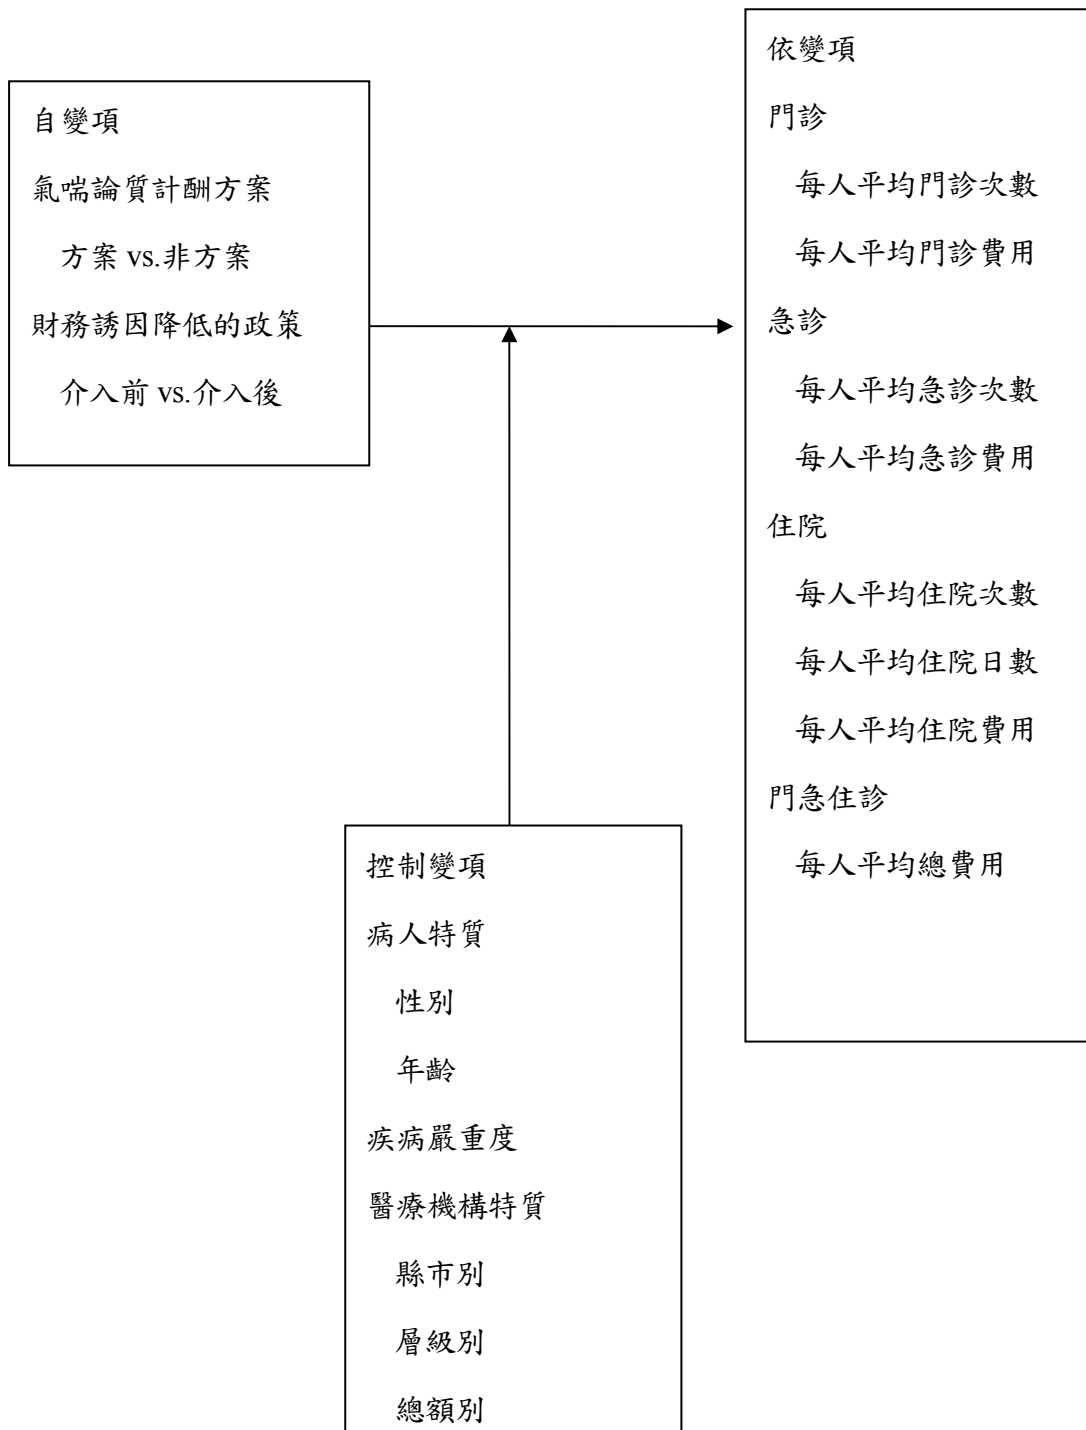 自變項
氣喘論質計酬方案
方案 vs.非方案
財務誘因降低的政策
介入前 vs.介入後
依變項
門診
每人平均門診次數
每人平均門診費用
急診
每人平均急診次數
每人平均急診費用
住院
每人平均住院次數
每人平均住院日數
每人平均住院費用
門急住診
每人平均總費用
控制變項
病人特質
性別
年齡
疾病嚴重度
醫療機構特質
縣市別
層級別
總額別